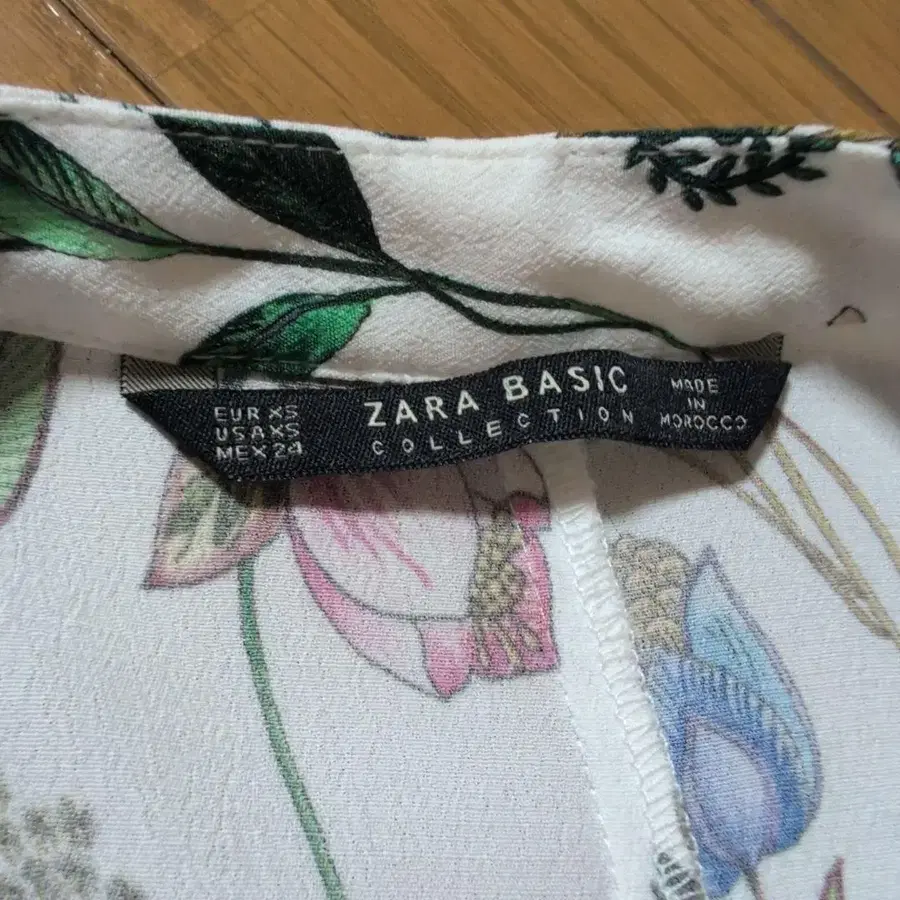 EUR XS
USA XS
MEX 24
ZARA BASIC
COLLECTION
MADE
IN
MOROCCO